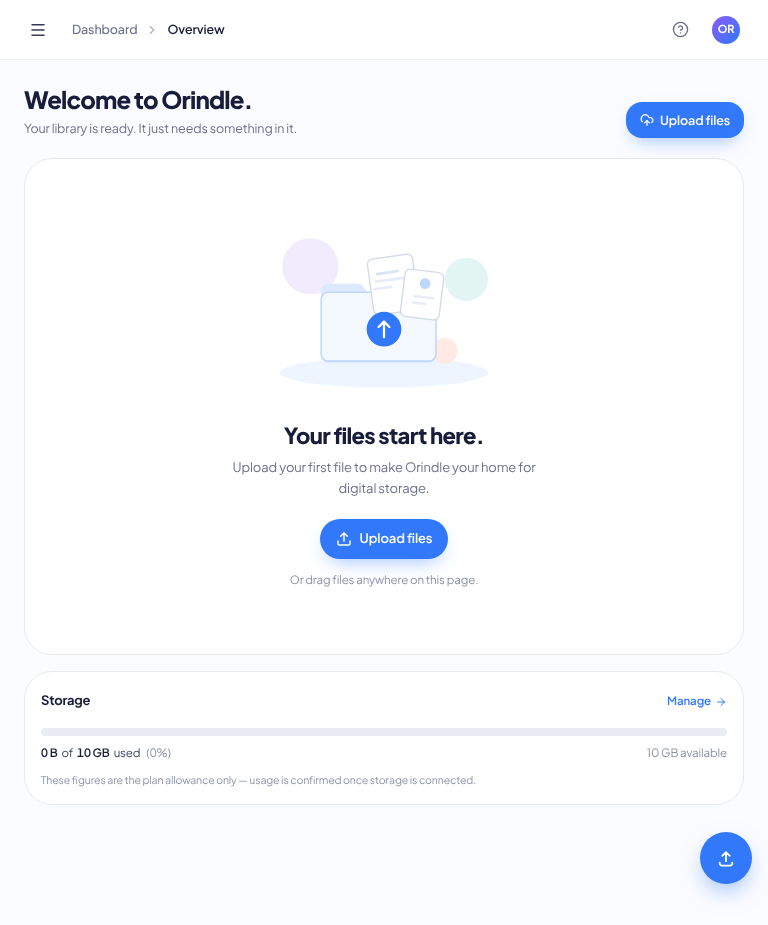 Dashboard > Overview
OR
Welcome to Orindle.
Your library is ready. It just needs something in it.
Upload files
Your files start here.
Upload your first file to make Orindle your home for
digital storage.
Upload files
Or drag files anywhere on this page.
Storage
Manage →
0 B of 10 GB used (0%)
10 GB available
These figures are the plan allowance only — usage is confirmed once storage is connected.